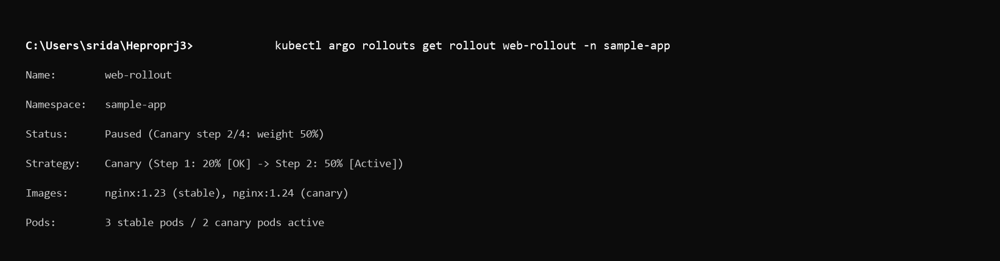 C:\Users\srida\Heproprj3> kubectl argo rollouts get rollout web-rollout -n sample-app
Name: web-rollout
Namespace: sample-app
Status: Paused (Canary step 2/4: weight 50%)
Strategy: Canary (Step 1: 20% [OK] -> Step 2: 50% [Active])
Images: nginx:1.23 (stable), nginx:1.24 (canary)
Pods: 3 stable pods / 2 canary pods active